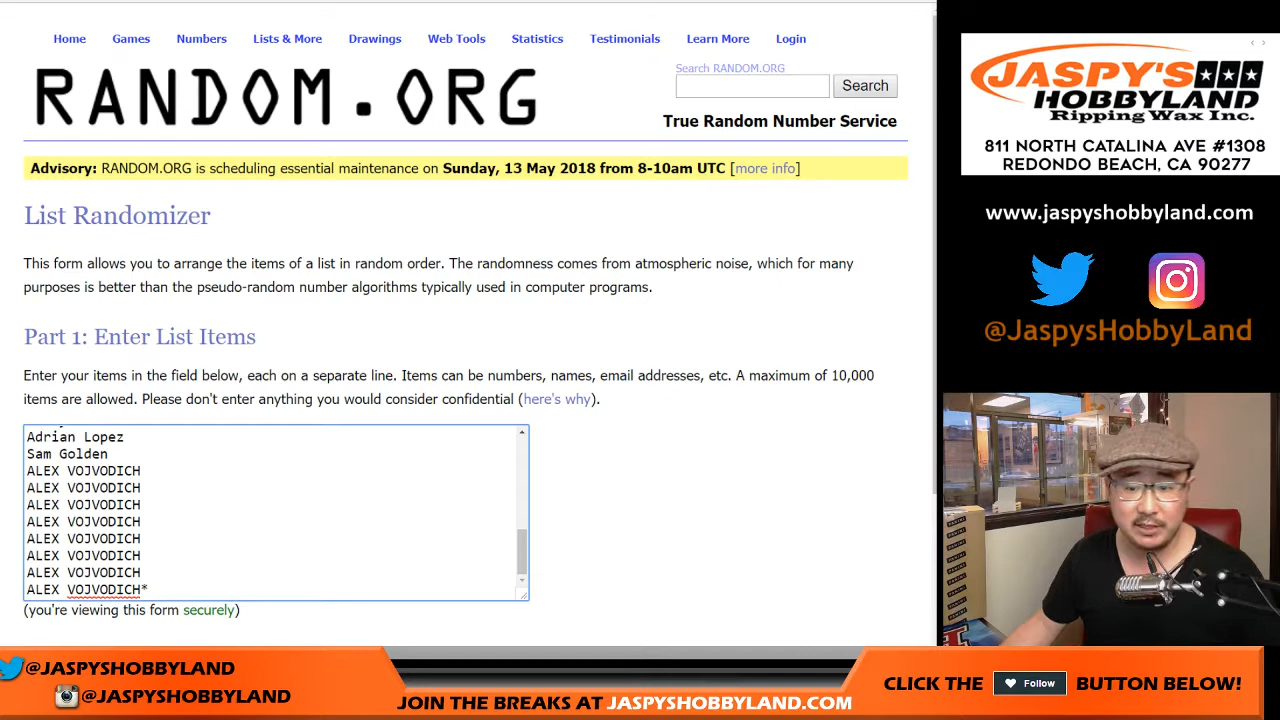 Home Games Numbers Lists & More Drawings Web Tools Statistics Testimonials Learn More Login
RANDOM.ORG
Search RANDOM.ORG
Search
True Random Number Service
Advisory: RANDOM.ORG is scheduling essential maintenance on Sunday, 13 May 2018 from 8-10am UTC [more info]
List Randomizer
This form allows you to arrange the items of a list in random order. The randomness comes from atmospheric noise, which for many
purposes is better than the pseudo-random number algorithms typically used in computer programs.
Part 1: Enter List Items
Enter your items in the field below, each on a separate line. Items can be numbers, names, email addresses, etc. A maximum of 10,000
items are allowed. Please don't enter anything you would consider confidential (here's why).
Adrian Lopez
Sam Golden
ALEX VOJVODICH
ALEX VOJVODICH
ALEX VOJVODICH
ALEX VOJVODICH
ALEX VOJVODICH
ALEX VOJVODICH
ALEX VOJVODICH
ALEX VOJVODICH*
(you're viewing this form securely)
JASPY'S
HOBBYLAND
Ripping Wax Inc.
811 NORTH CATALINA AVE #1308
REDONDO BEACH, CA 90277
www.jaspyshobbyland.com
@JaspysHobbyLand
@JASPYSHOBBYLAND
@JASPYSHOBBYLAND
JOIN THE BREAKS AT JASPYSHOBBYLAND.COM
CLICK THE Follow BUTTON BELOW!